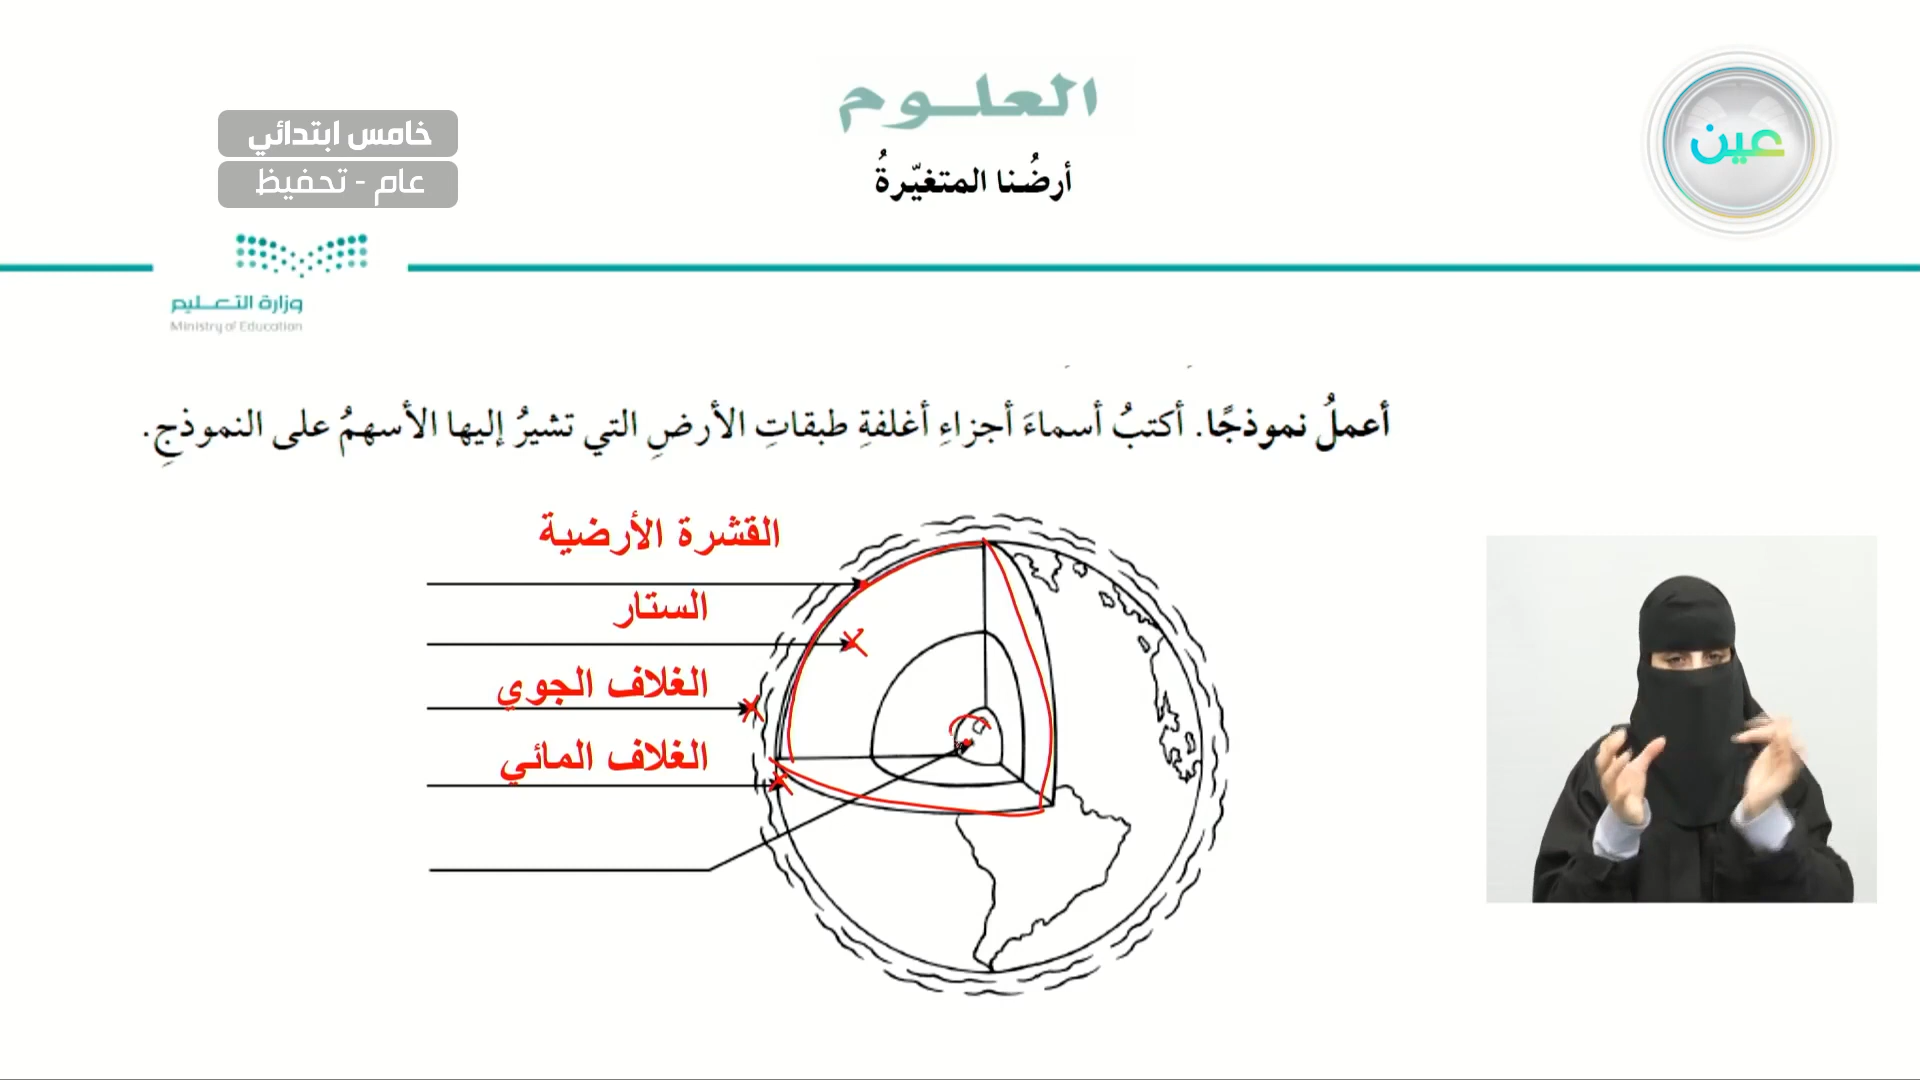 العلوم
أرضُنا المتغيّرةُ
عين
خامس ابتدائي
عام - تحفيظ
وزارة التعليم
Ministry of Education
أعملُ نموذجًا. أكتبُ أسماءَ أجزاءِ أغلفةِ طبقاتِ الأرضِ التي تشيرُ إليها الأسهمُ على النموذجِ.
القشرة الأرضية
الستار
الغلاف الجوي
الغلاف المائي